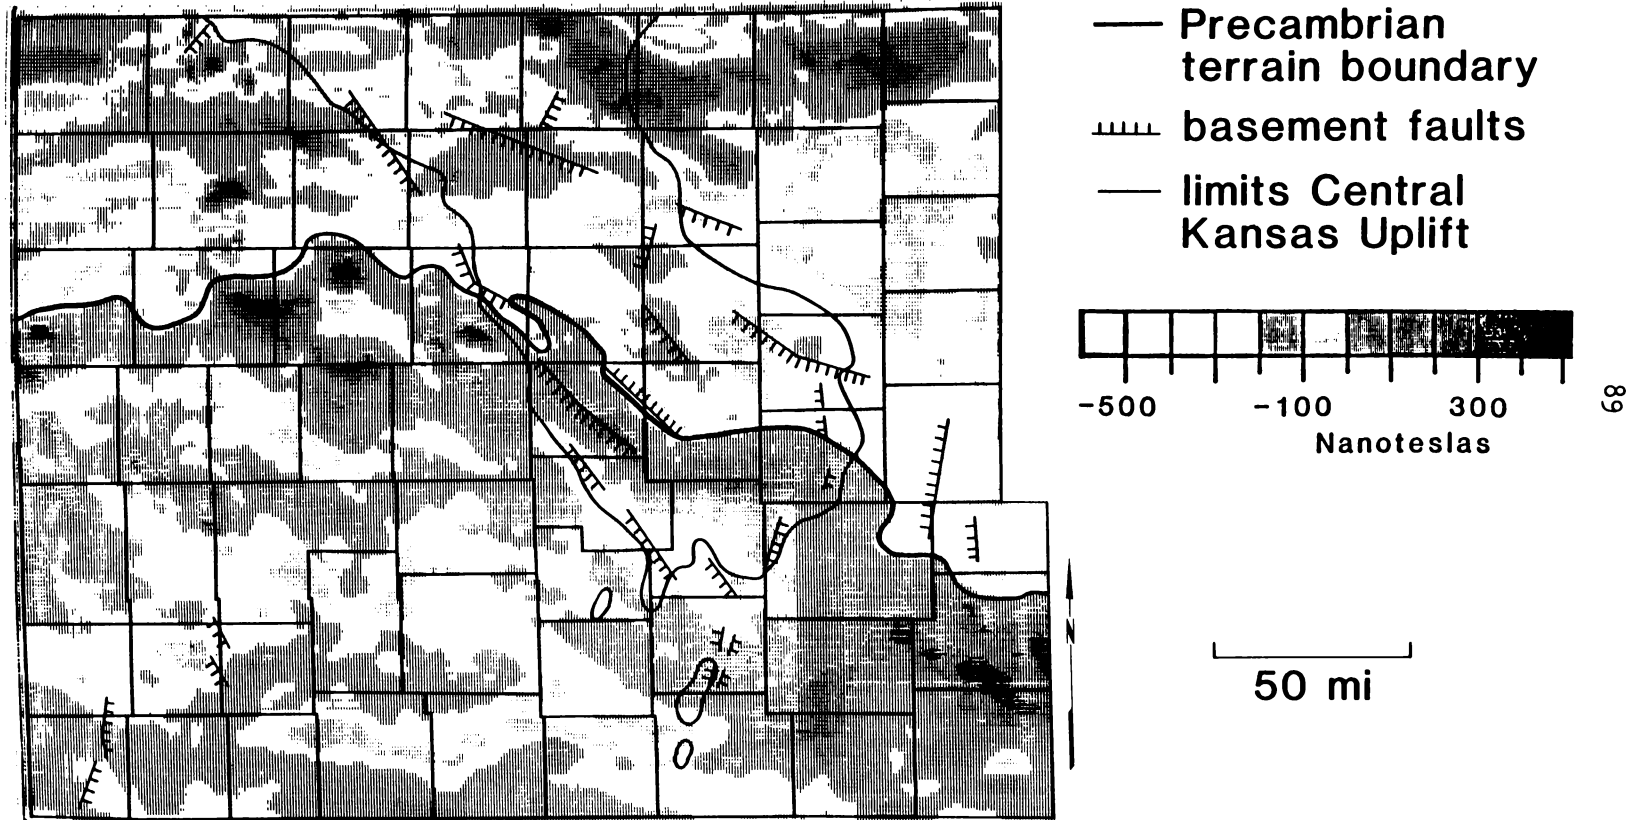 Precambrian
terrain boundary
basement faults
limits Central
Kansas Uplift
-500 -100 300
Nanoteslas
89
N
50 mi